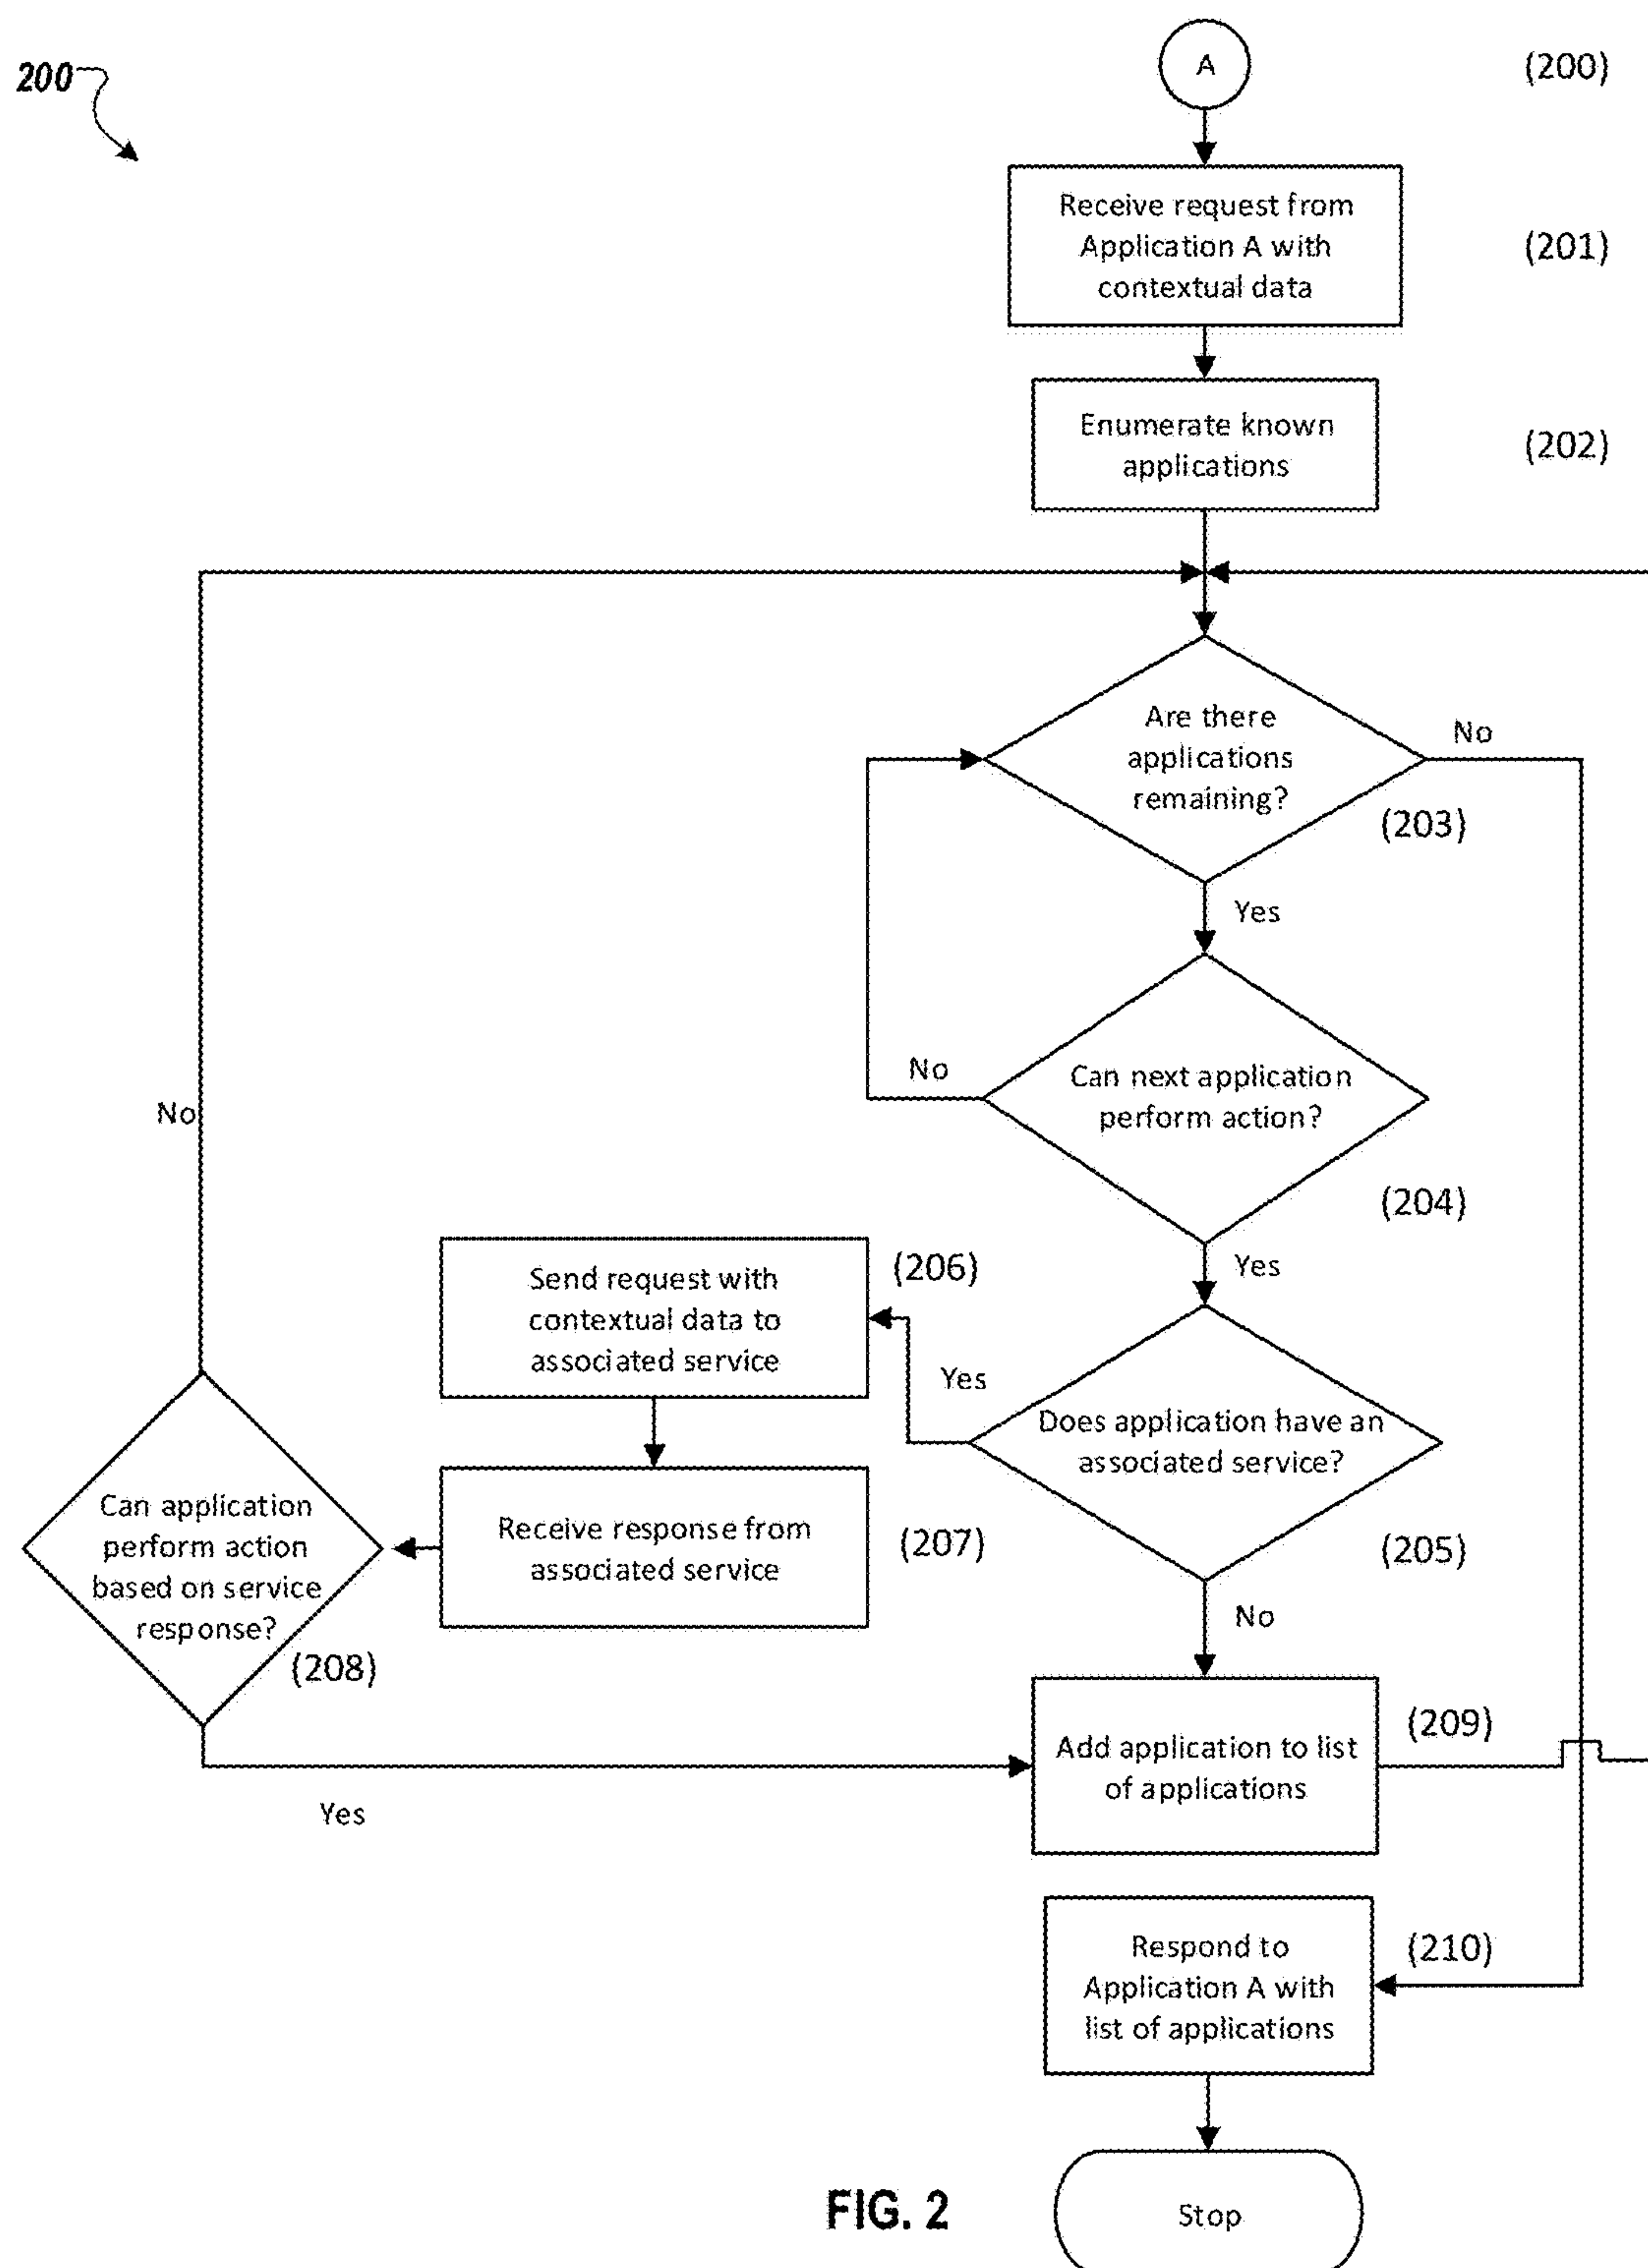 200
A
(200)
Receive request from
Application A with
contextual data
(201)
Enumerate known
applications
(202)
Are there
applications
remaining?
No
(203)
Yes
Can next application
perform action?
No
No
(204)
Yes
Send request with
contextual data to
associated service
(206)
Yes
Does application have an
associated service?
(205)
Receive response from
associated service
(207)
Can application
perform action
based on service
response?
(208)
No
Add application to list
of applications
(209)
Yes
Respond to
Application A with
list of applications
(210)
Stop
FIG. 2